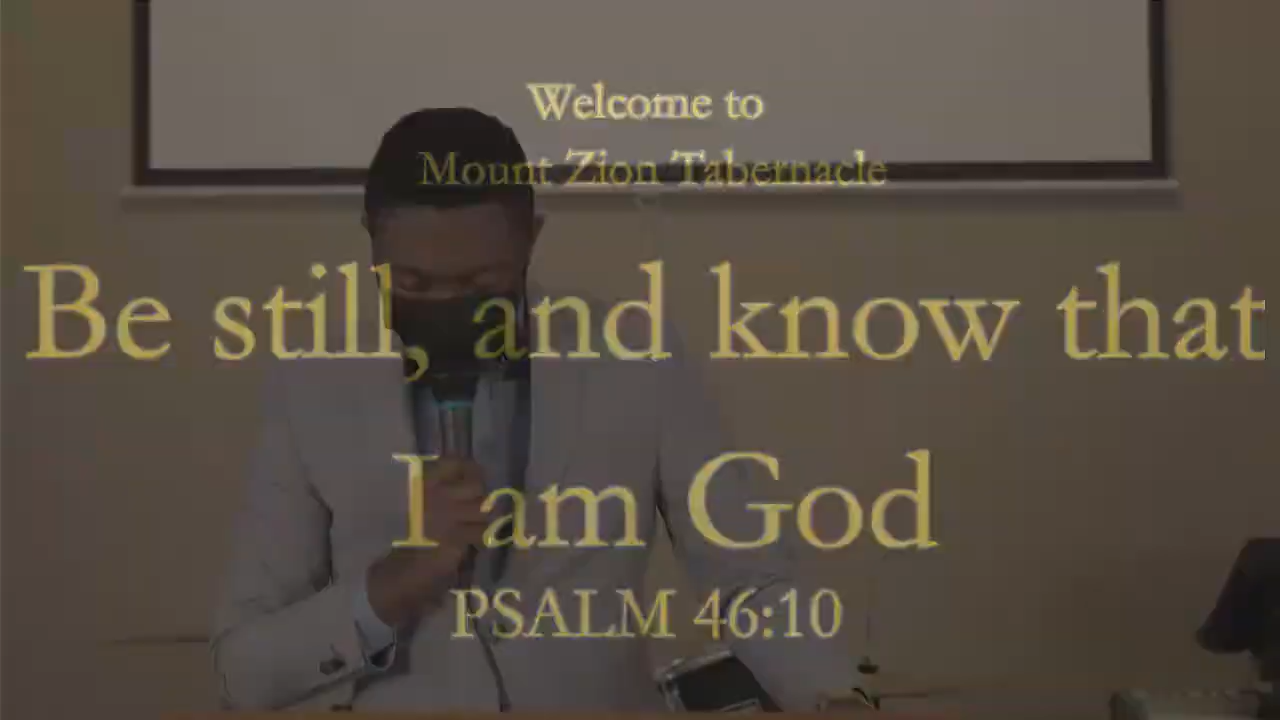 Welcome to
Mount Zion Tabernacle
Be still, and know that
I am God
PSALM 46:10